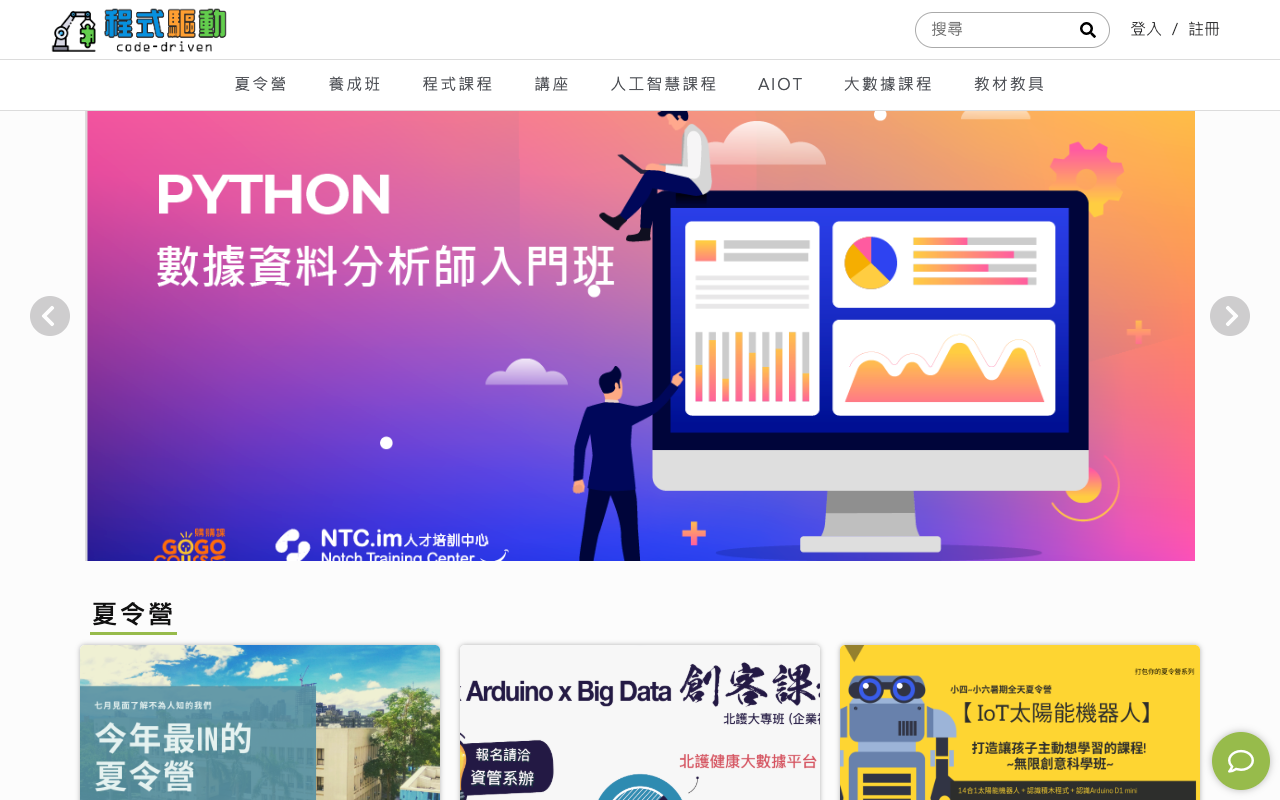 程式驅動
code-driven
搜尋
登入 / 註冊
夏令營 養成班 程式課程 講座 人工智慧課程 AIOT 大數據課程 教材教具
PYTHON
數據資料分析師入門班
購購課
GOGO
NTC.im人才培訓中心
Notch Training Center
夏令營
七月見面了解不為人知的我們
今年最IN的
夏令營
Arduino x Big Data 創客課
北護大專班
報名請洽
資管系辦
北護健康大數據平台
打包你的夏令營系列
小四~小六暑期全天夏令營
【 IoT太陽能機器人】
打造讓孩子主動想學習的課程!
~無限創意科學班~
14合1太陽能機器人 + 認識積木程式 + 認識Arduino D1 mini